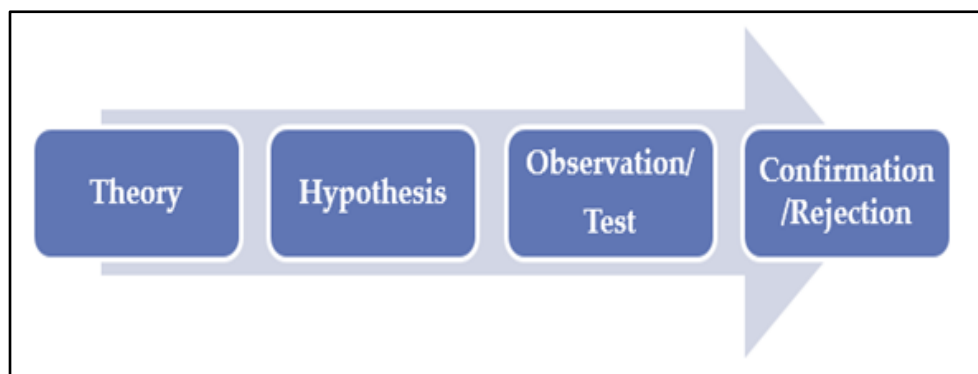 Theory
Hypothesis
Observation/
Test
Confirmation
/Rejection